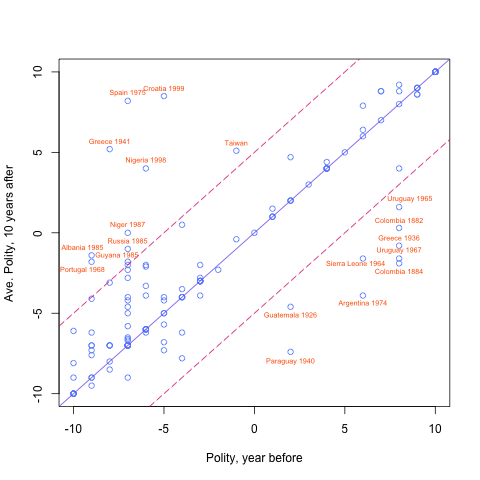 Croatia 1999
Spain 1975
Greece 1941
Taiwan
Nigeria 1998
Uruguay 1965
Niger 1987
Colombia 1882
Russia 1985
Greece 1936
Albania 1985
Guyana 1985
Uruguay 1967
Portugal 1968
Sierra Leone 1964
Colombia 1884
Argentina 1974
Guatemala 1926
Paraguay 1940
10
5
0
-5
-10
Ave. Polity, 10 years after
-10 -5 0 5 10
Polity, year before